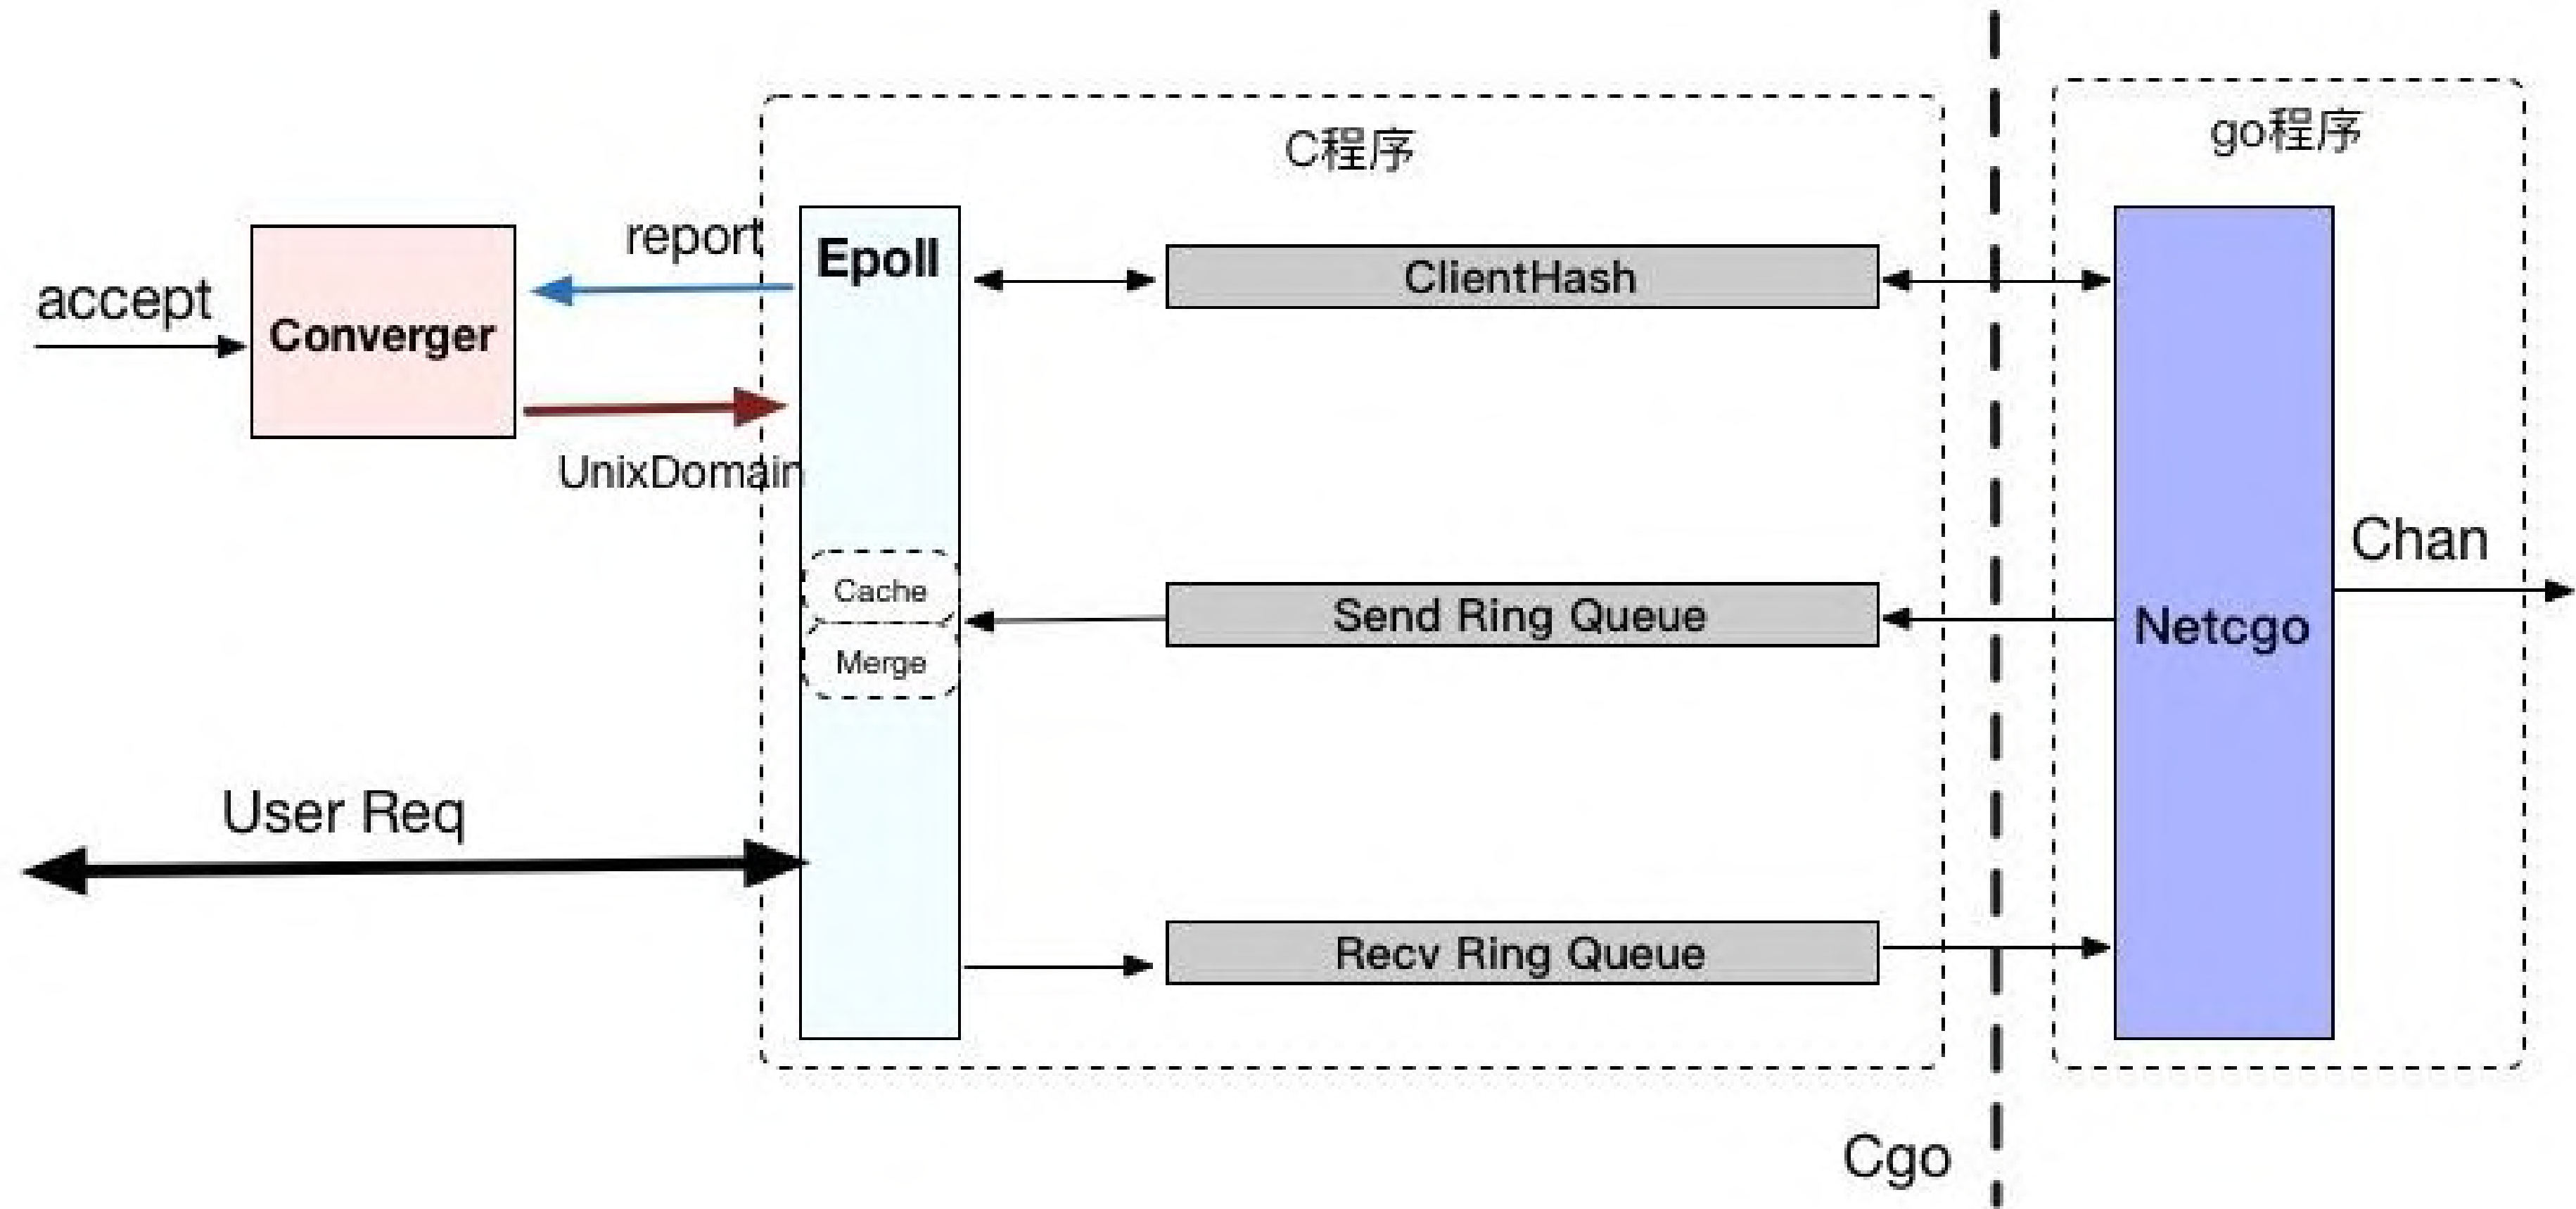 C程序
go程序
report
Epoll
ClientHash
accept
Converger
UnixDomain
Cache
Send Ring Queue
Merge
Netcgo
Chan
User Req
Recv Ring Queue
Cgo